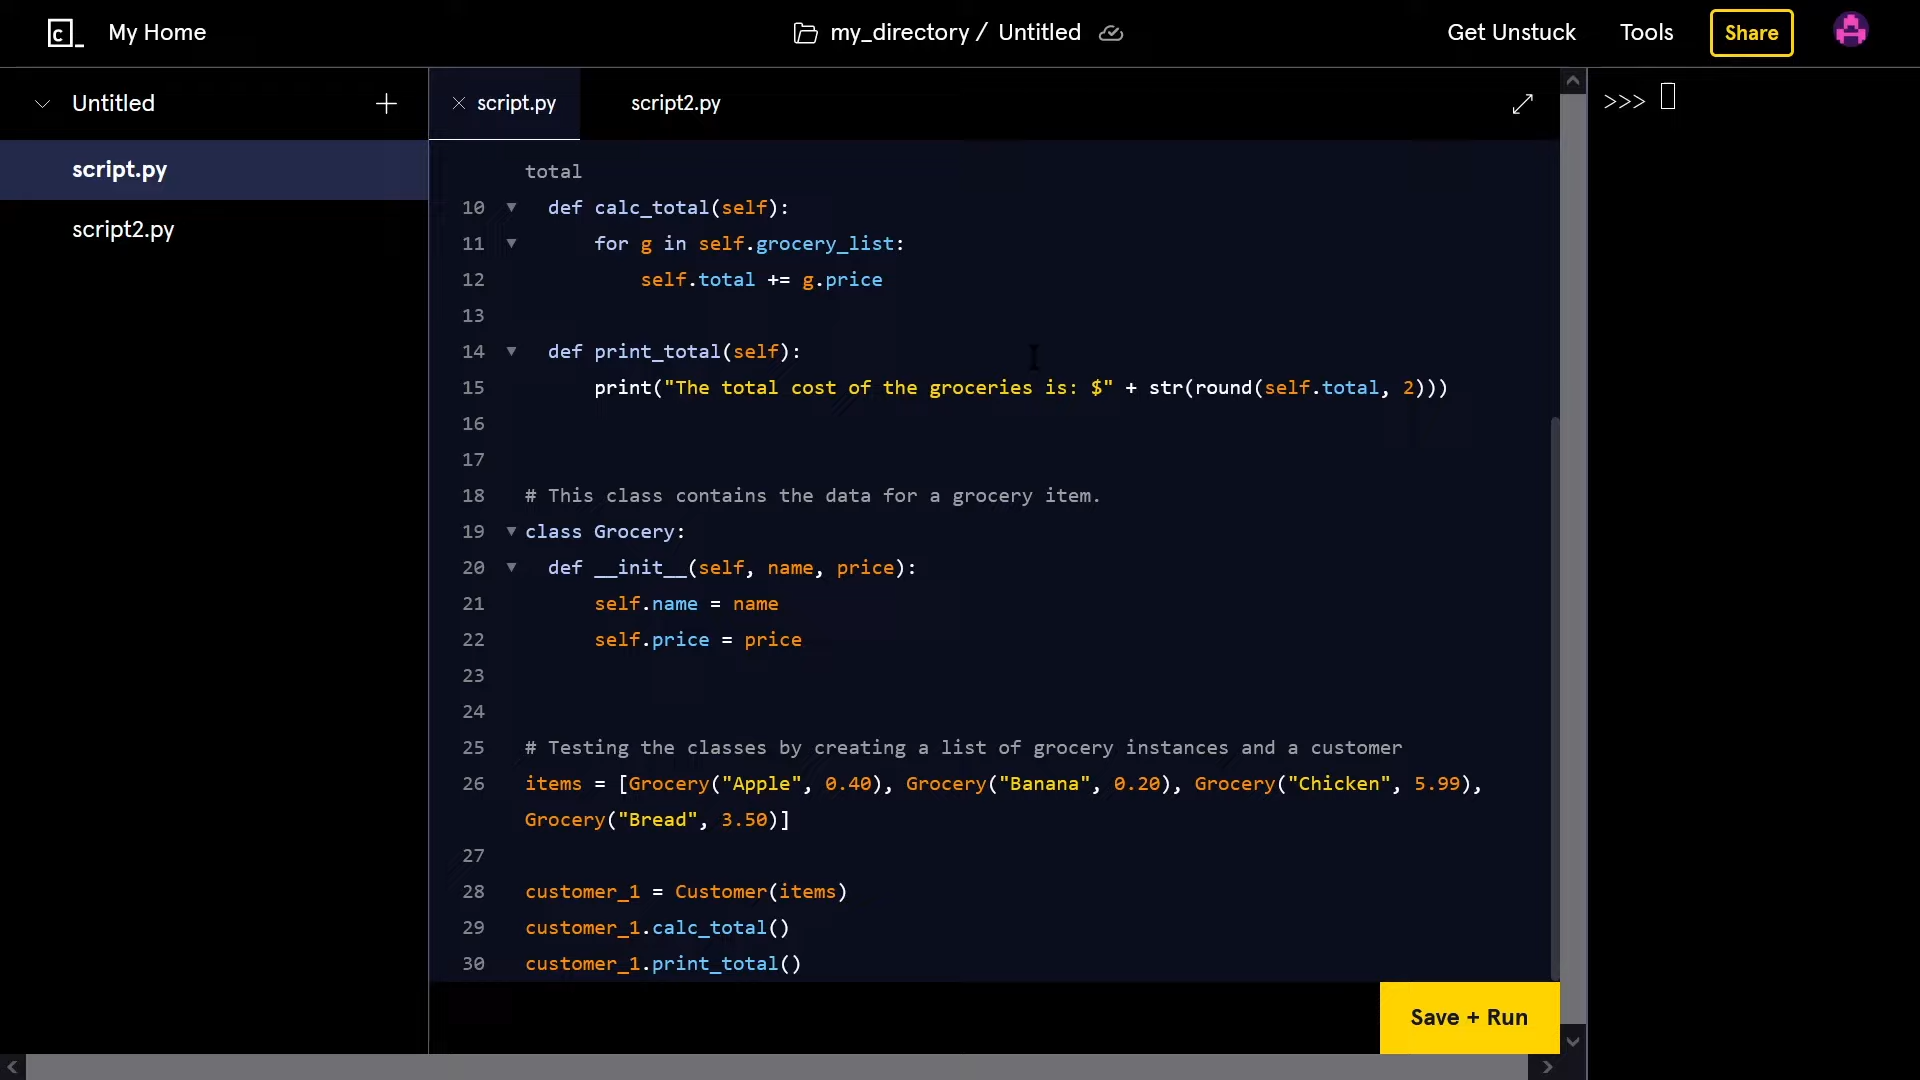 c_ My Home
my_directory / Untitled
Get Unstuck
Tools
Share
Untitled
script.py
script2.py
script.py
script2.py
total
10 def calc_total(self):
11 for g in self.grocery_list:
12 self.total += g.price
13
14 def print_total(self):
15 print("The total cost of the groceries is: $" + str(round(self.total, 2)))
16
17
18 # This class contains the data for a grocery item.
19 class Grocery:
20 def __init__(self, name, price):
21 self.name = name
22 self.price = price
23
24
25 # Testing the classes by creating a list of grocery instances and a customer
26 items = [Grocery("Apple", 0.40), Grocery("Banana", 0.20), Grocery("Chicken", 5.99),
Grocery("Bread", 3.50)]
27
28 customer_1 = Customer(items)
29 customer_1.calc_total()
30 customer_1.print_total()
Save + Run
>>>